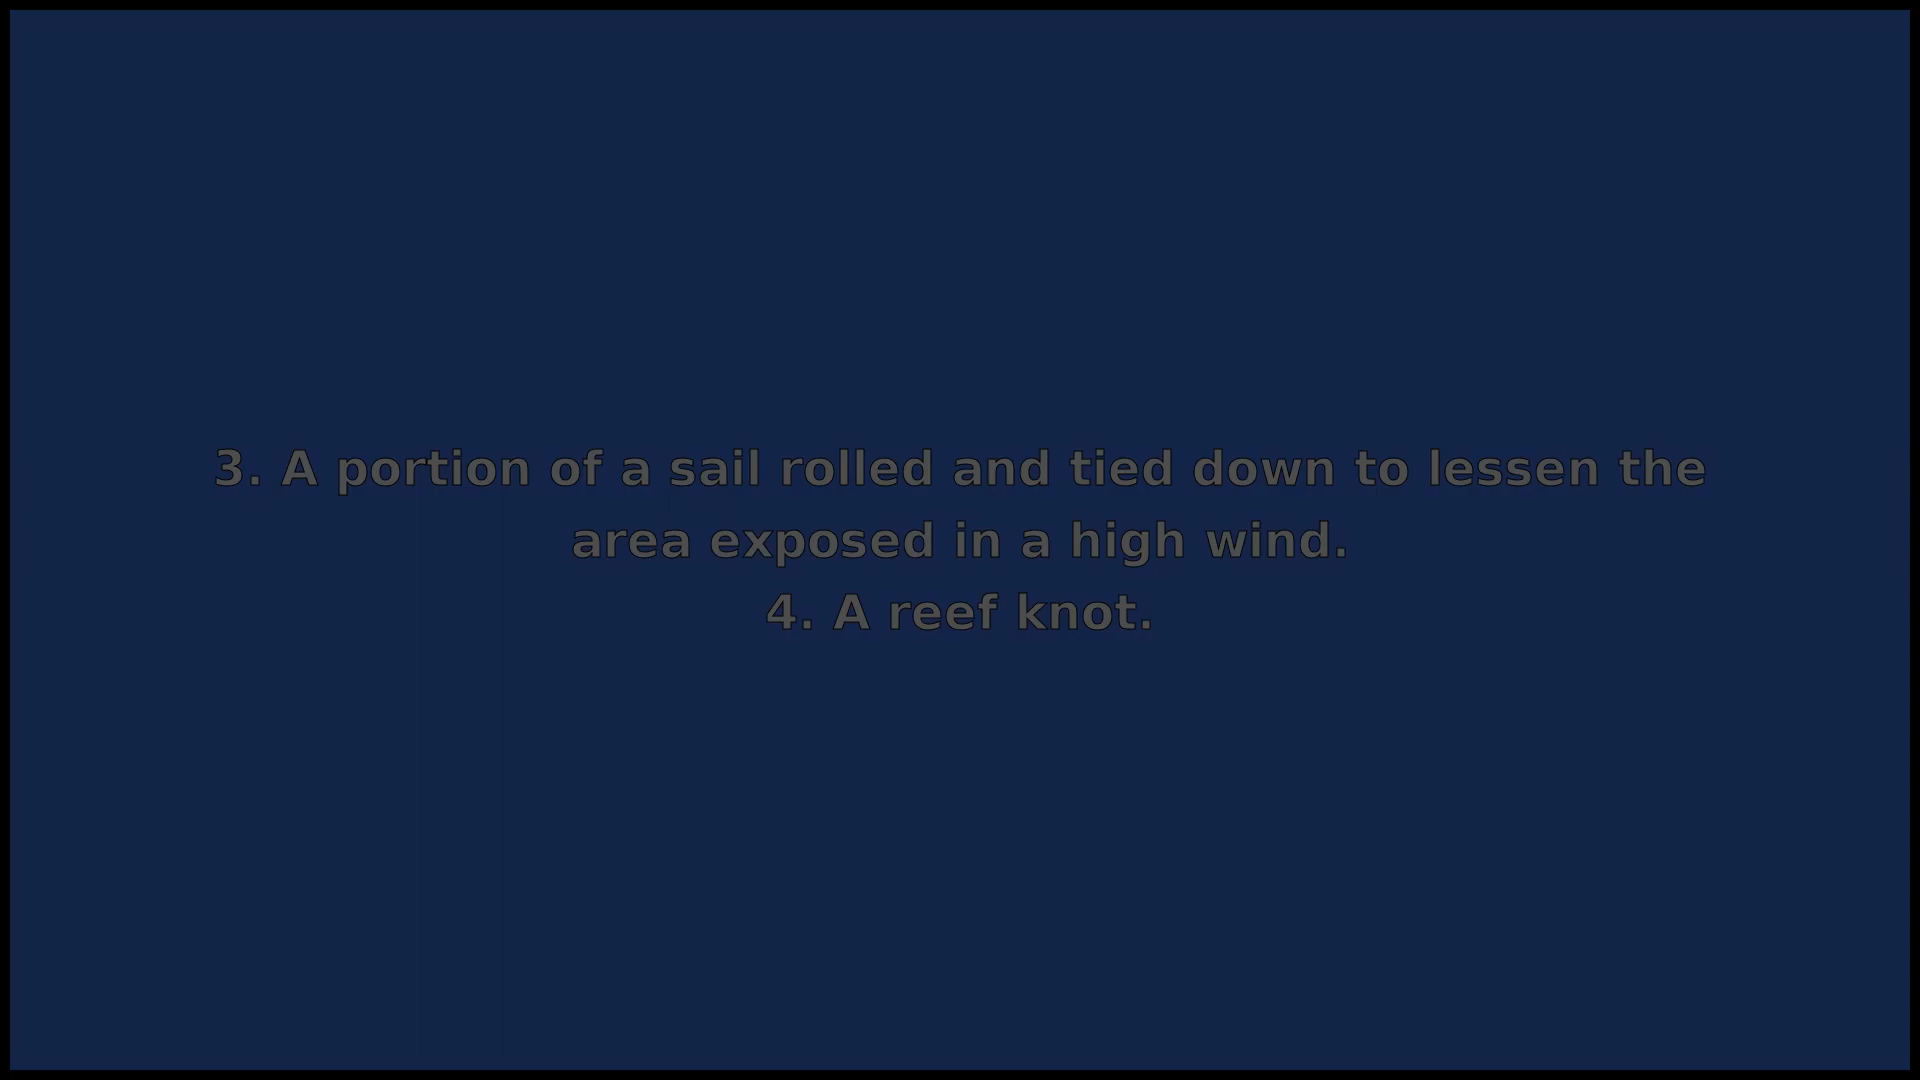 3. A portion of a sail rolled and tied down to lessen the
area exposed in a high wind.
4. A reef knot.